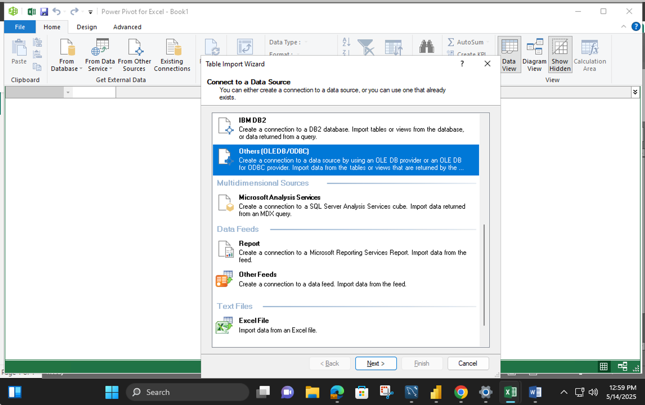 Power Pivot for Excel - Book1
File Home Design Advanced
Paste
From Database
From Data Service
From Other Sources
Existing Connections
Data Type :
Format :
AutoSum
Create KPI
Data View
Diagram View
Show Hidden
Calculation Area
Clipboard
Get External Data
View
Table Import Wizard
?
Connect to a Data Source
You can either create a connection to a data source, or you can use one that already
exists.
IBM DB2
Create a connection to a DB2 database. Import tables or views from the database,
or data returned from a query.
Others (OLEDB/ODBC)
Create a connection to a data source by using an OLE DB provider or an OLE DB
for ODBC provider. Import data from the tables or views that are returned by the ...
Multidimensional Sources
Microsoft Analysis Services
Create a connection to a SQL Server Analysis Services cube. Import data returned
from an MDX query.
Data Feeds
Report
Create a connection to a Microsoft Reporting Services Report. Import data from the
feed.
Other Feeds
Create a connection to a data feed. Import data from the feed.
Text Files
Excel File
Import data from an Excel file.
< Back
Next >
Finish
Cancel
Search
12:59 PM
5/14/2025